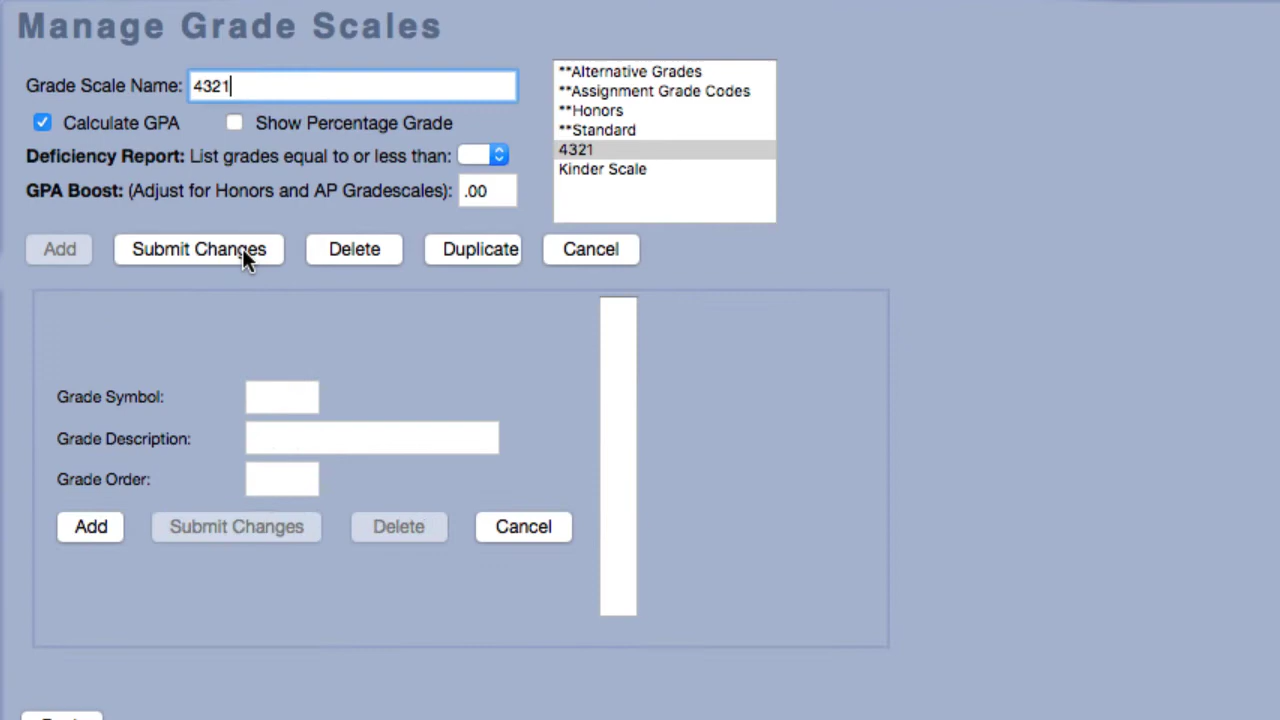 Manage Grade Scales
Grade Scale Name: 4321
Calculate GPA Show Percentage Grade
Deficiency Report: List grades equal to or less than:
GPA Boost: (Adjust for Honors and AP Gradescales): .00
**Alternative Grades
**Assignment Grade Codes
**Honors
**Standard
4321
Kinder Scale
Add Submit Changes Delete Duplicate Cancel
Grade Symbol:
Grade Description:
Grade Order:
Add Submit Changes Delete Cancel